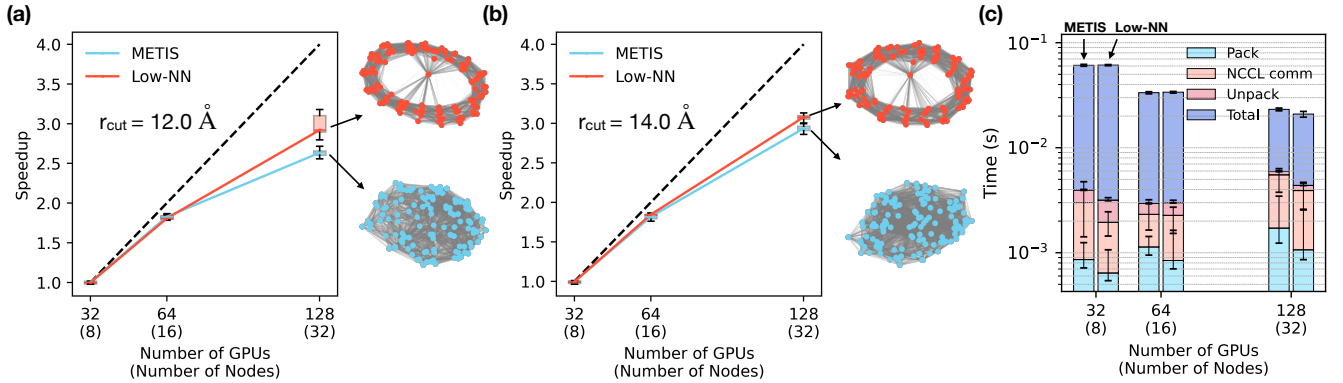 (a)
4.0
3.5
3.0
2.5
2.0
1.5
1.0
Speedup
METIS
Low-NN
r_cut = 12.0 Å
32
(8)
64
(16)
128
(32)
Number of GPUs
(Number of Nodes)
(b)
4.0
3.5
3.0
2.5
2.0
1.5
1.0
Speedup
METIS
Low-NN
r_cut = 14.0 Å
32
(8)
64
(16)
128
(32)
Number of GPUs
(Number of Nodes)
(c)
METIS
Low-NN
10⁻¹
10⁻²
10⁻³
Time (s)
Pack
NCCL comm
Unpack
Total
32
(8)
64
(16)
128
(32)
Number of GPUs
(Number of Nodes)